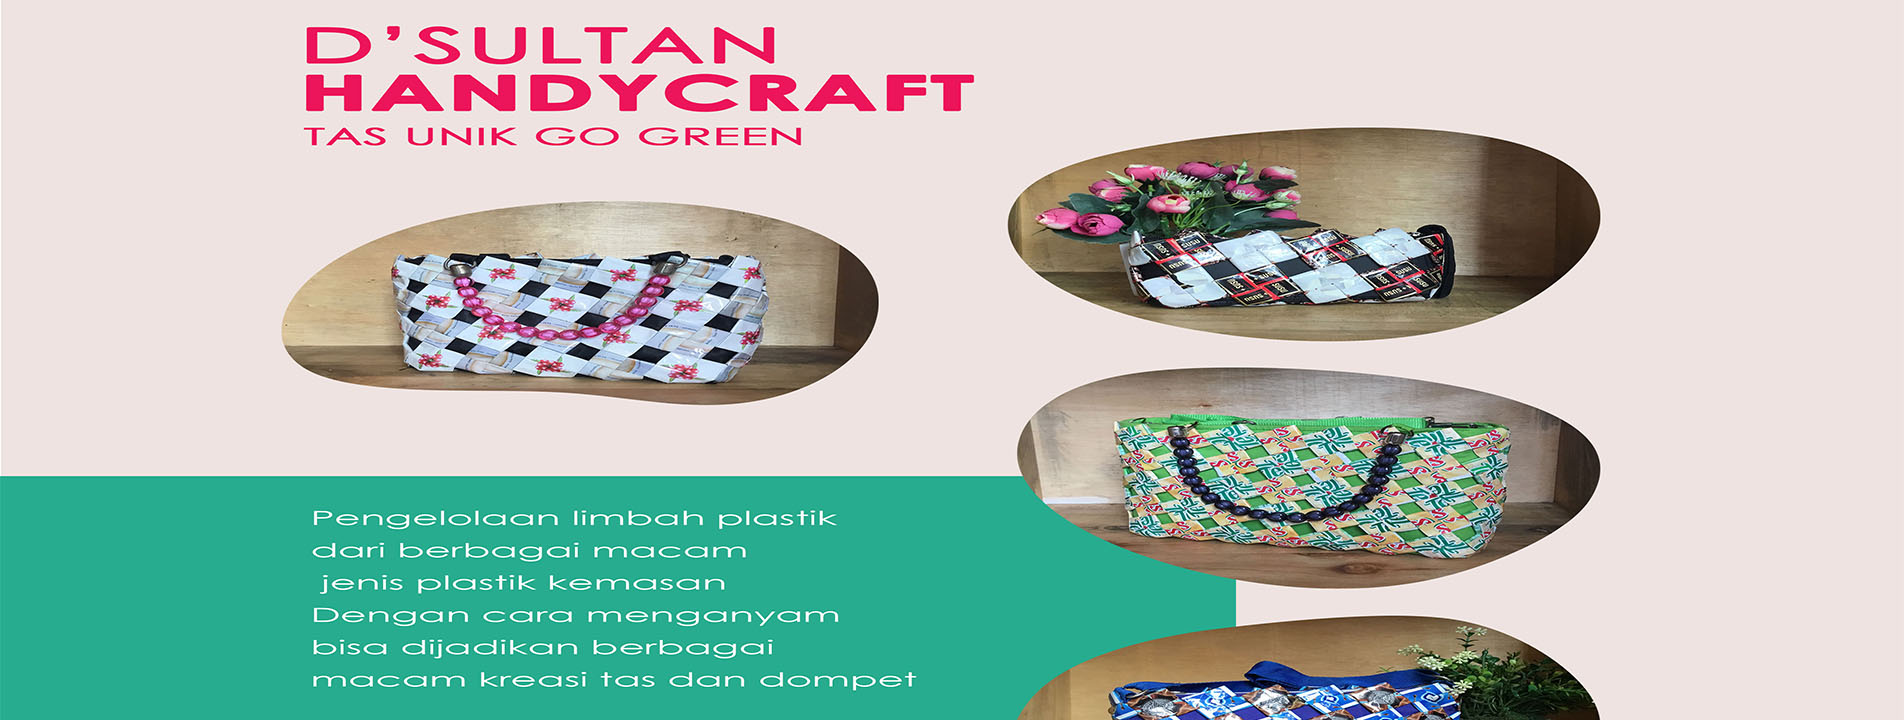 D'SULTAN
HANDYCRAFT
TAS UNIK GO GREEN
Pengelolaan limbah plastik
dari berbagai macam
jenis plastik kemasan
Dengan cara menganyam
bisa dijadikan berbagai
macam kreasi tas dan dompet